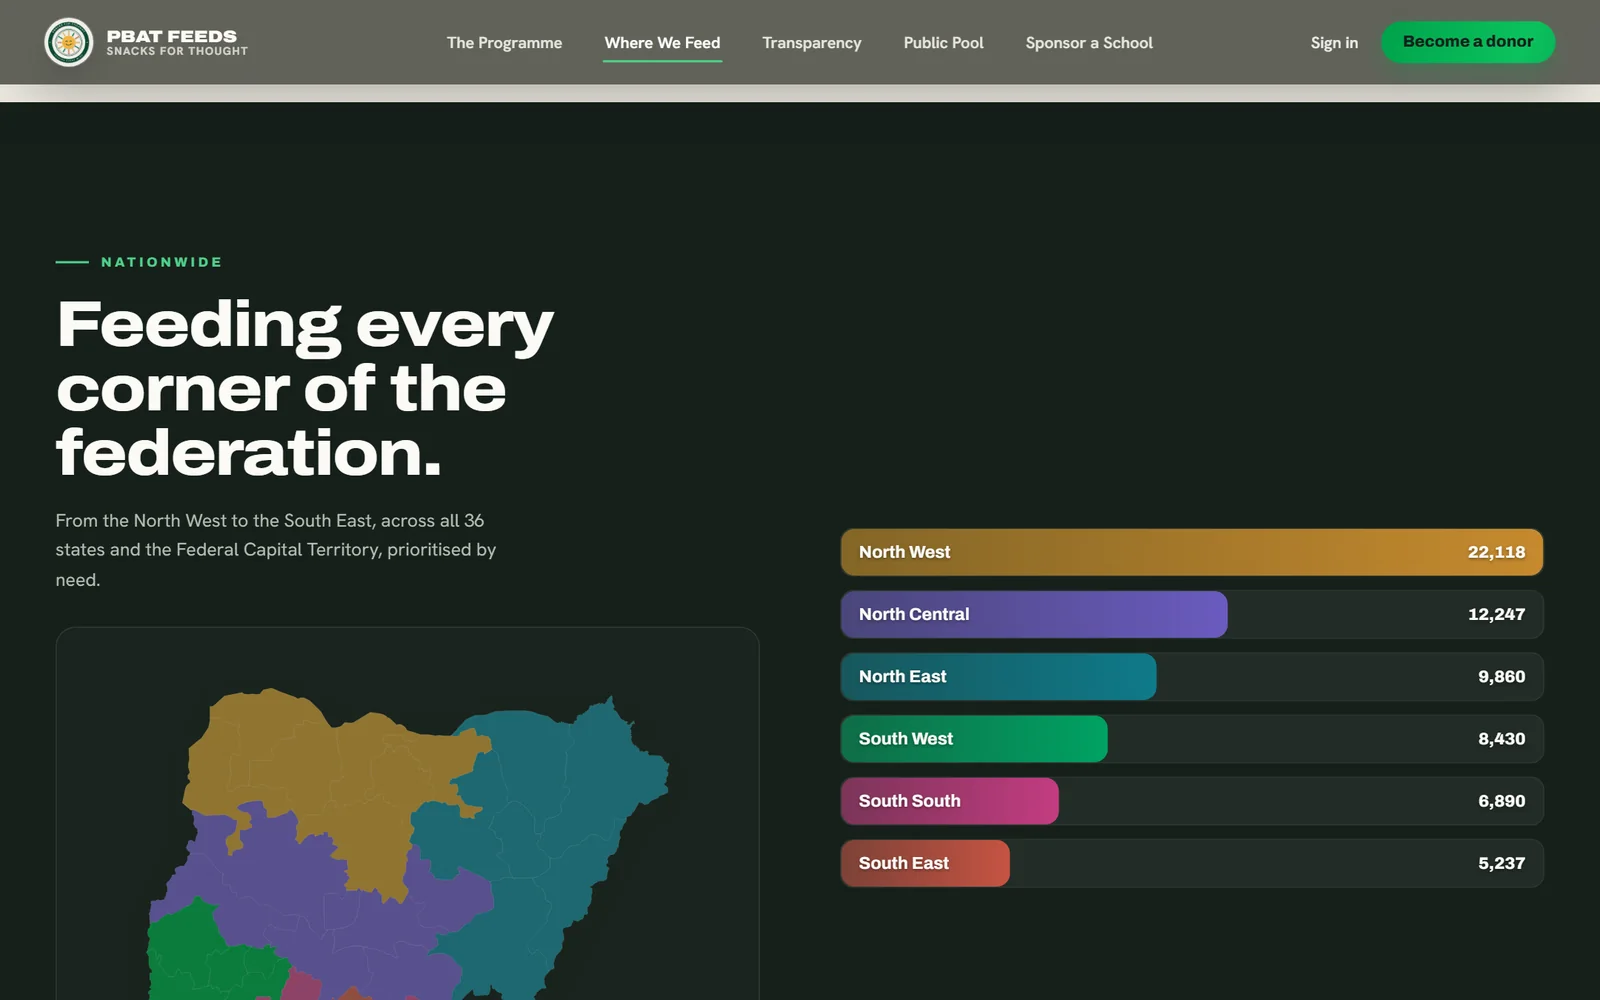 PBAT FEEDS
SNACKS FOR THOUGHT
The Programme
Where We Feed
Transparency
Public Pool
Sponsor a School
Sign in
Become a donor
NATIONWIDE
Feeding every
corner of the
federation.
From the North West to the South East, across all 36
states and the Federal Capital Territory, prioritised by
need.
North West 22,118
North Central 12,247
North East 9,860
South West 8,430
South South 6,890
South East 5,237